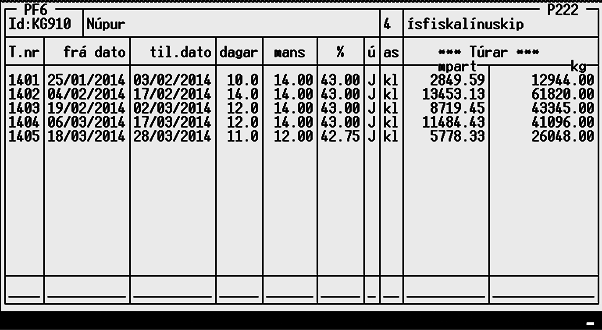 PF6 P222
Id:KG910 Núpur 4 ísfiskalínuskip
T.nr frá dato til.dato dagar mans % ú as *** Túrar ***
mpart kg
1401 25/01/2014 03/02/2014 10.0 14.00 43.00 J kl 2849.59 12944.00
1402 04/02/2014 17/02/2014 14.0 14.00 43.00 J kl 13453.13 61820.00
1403 19/02/2014 02/03/2014 12.0 14.00 43.00 J kl 8719.45 43345.00
1404 06/03/2014 17/03/2014 12.0 14.00 43.00 J kl 11484.43 41096.00
1405 18/03/2014 28/03/2014 11.0 12.00 42.75 J kl 5778.33 26048.00